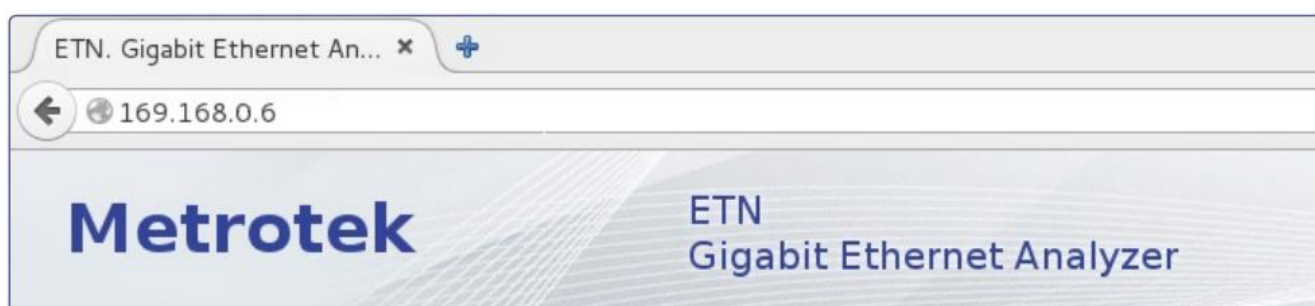 ETN. Gigabit Ethernet An...
169.168.0.6
Metrotek
ETN
Gigabit Ethernet Analyzer